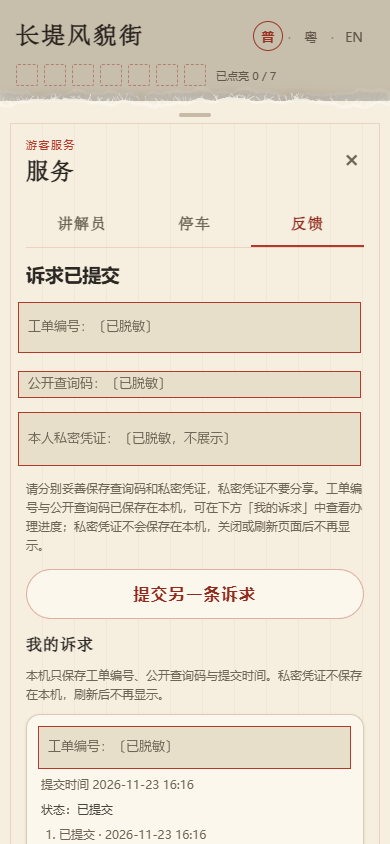 长堤风貌街
普 · 粤 · EN
已点亮 0 / 7
游客服务
服务
×
讲解员 停车 反馈
诉求已提交
工单编号：〔已脱敏〕
公开查询码：〔已脱敏〕
本人私密凭证：〔已脱敏，不展示〕
请分别妥善保存查询码和私密凭证，私密凭证不要分享。工单编
号与公开查询码已保存在本机，可在下方「我的诉求」中查看办
理进度；私密凭证不会保存在本机，关闭或刷新页面后不再显
示。
提交另一条诉求
我的诉求
本机只保存工单编号、公开查询码与提交时间。私密凭证不保存
在本机，刷新后不再显示。
工单编号：〔已脱敏〕
提交时间 2026-11-23 16:16
状态：已提交
1. 已提交 · 2026-11-23 16:16